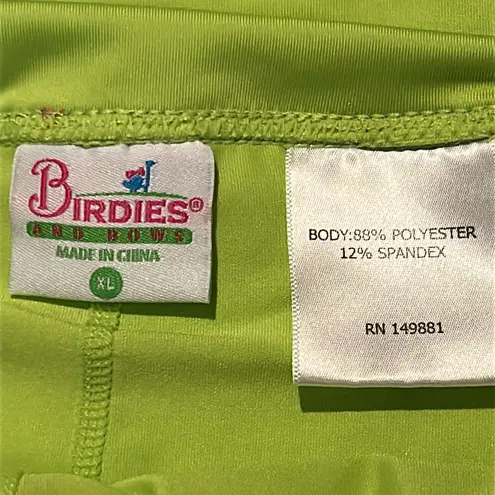 BIRDIES®
AND BOWS
MADE IN CHINA
XL
BODY:88% POLYESTER
12% SPANDEX
RN 149881